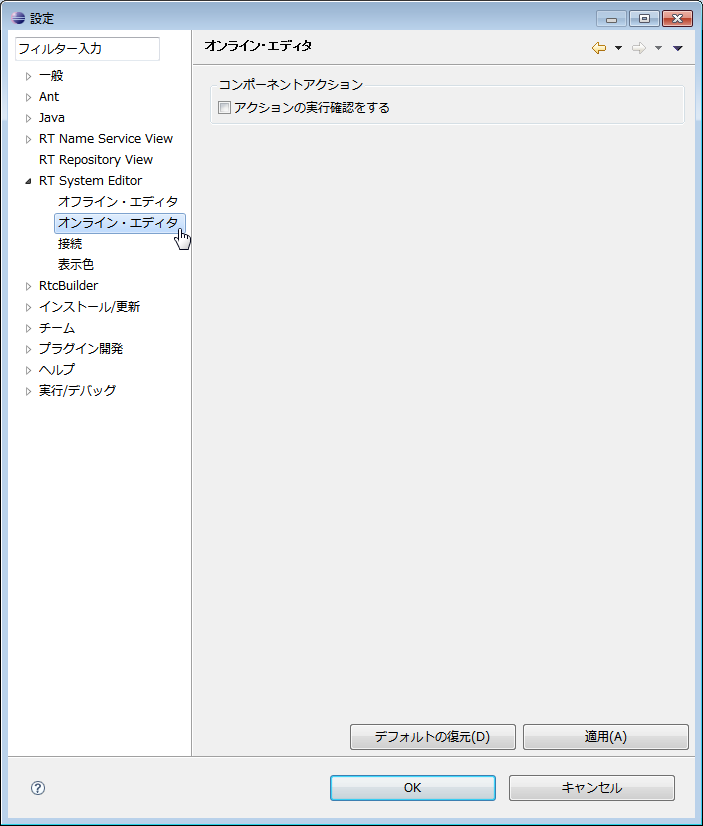 設定
フィルター入力
一般
Ant
Java
RT Name Service View
RT Repository View
RT System Editor
オフライン・エディタ
オンライン・エディタ
接続
表示色
RtcBuilder
インストール/更新
チーム
プラグイン開発
ヘルプ
実行/デバッグ
オンライン・エディタ
コンポーネントアクション
アクションの実行確認をする
デフォルトの復元(D)
適用(A)
?
OK
キャンセル